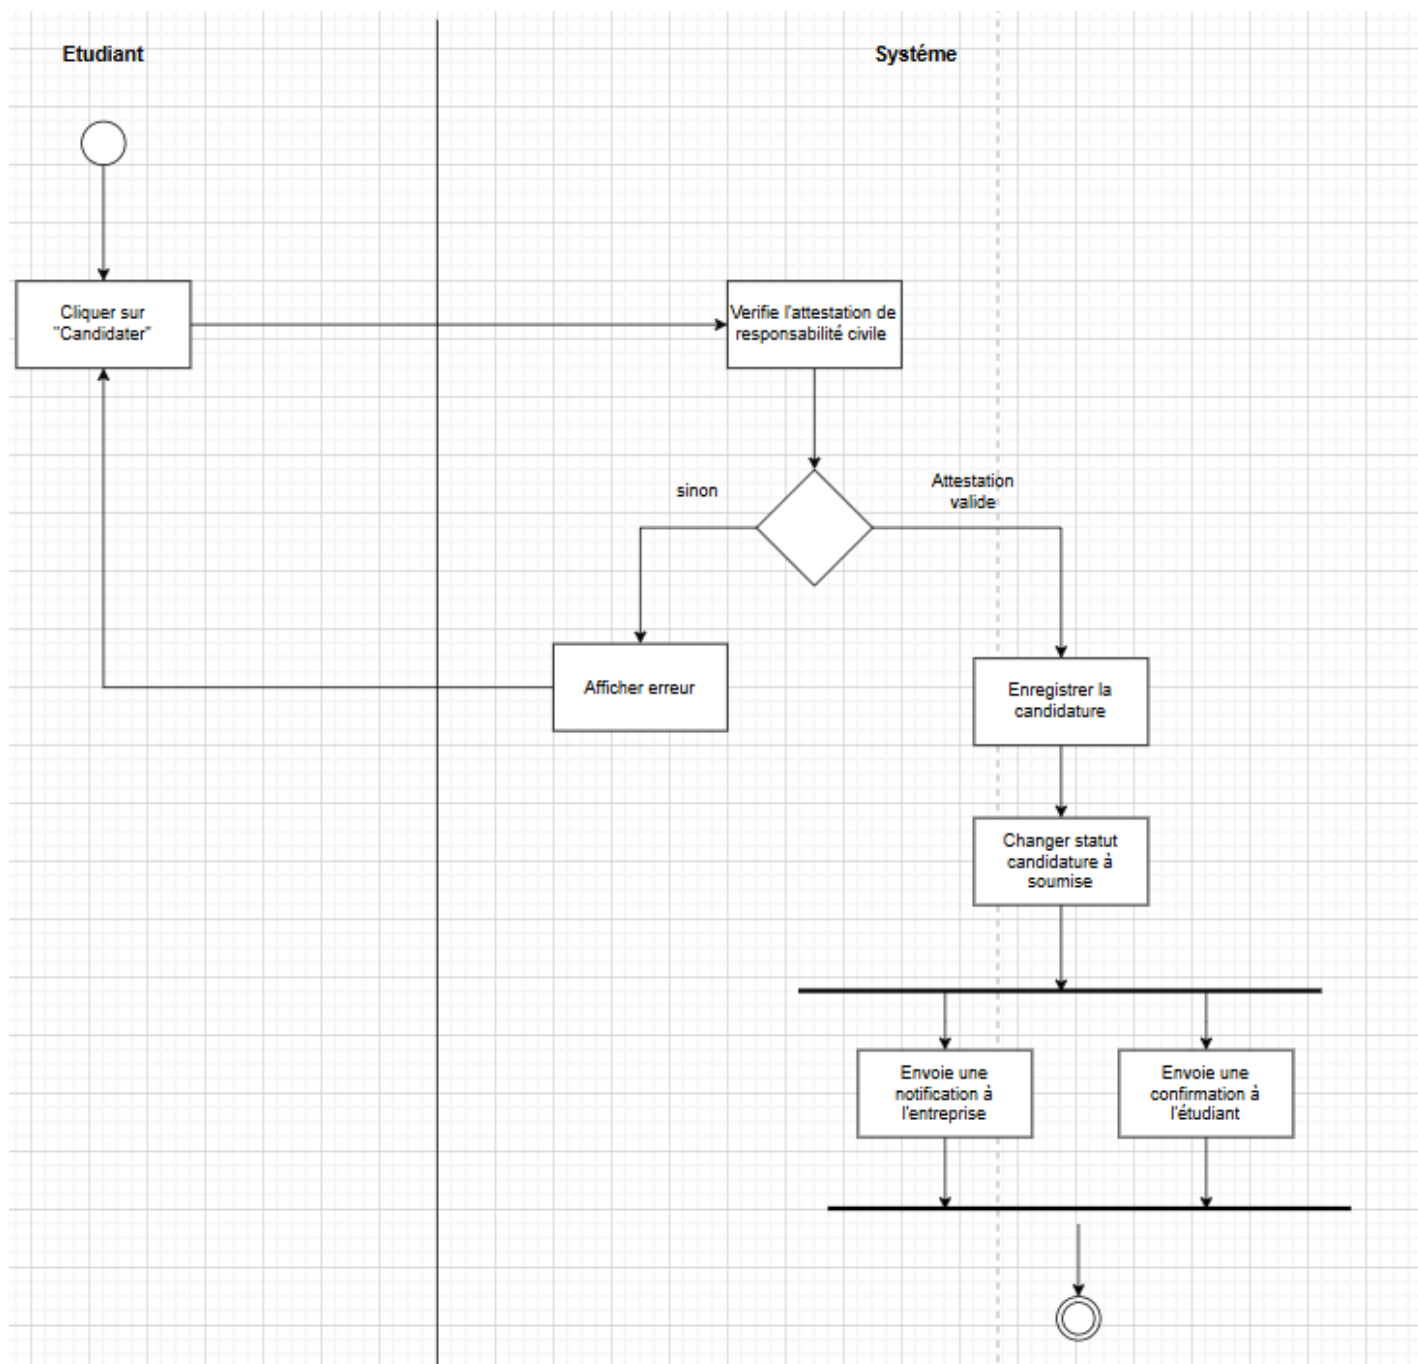 Etudiant
Systéme
Cliquer sur
"Candidater"
Verifie l'attestation de
responsabilité civile
sinon
Attestation
valide
Afficher erreur
Enregistrer la
candidature
Changer statut
candidature à
soumise
Envoie une
notification à
l'entreprise
Envoie une
confirmation à
l'étudiant